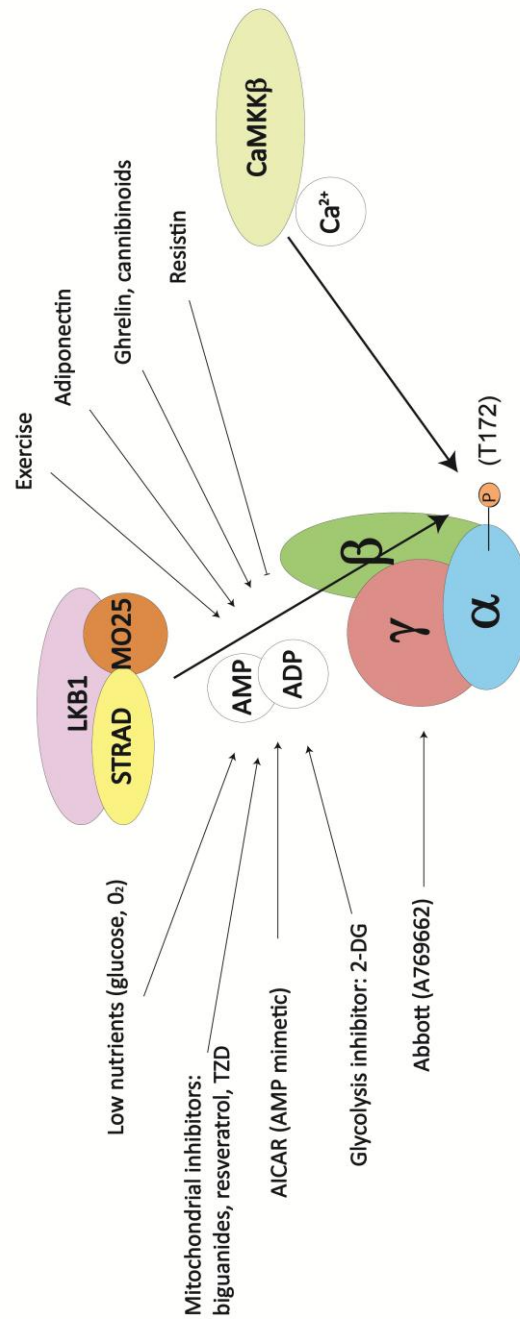 Exercise
Adiponectin
Ghrelin, cannibinoids
Resistin
LKB1
STRAD
MO25
Low nutrients (glucose, 0₂)
Mitochondrial inhibitors:
biguanides, resveratrol, TZD
AICAR (AMP mimetic)
Glycolysis inhibitor: 2-DG
Abbott (A769662)
AMP
ADP
CaMKKβ
Ca²⁺
β
γ
α
P
(T172)